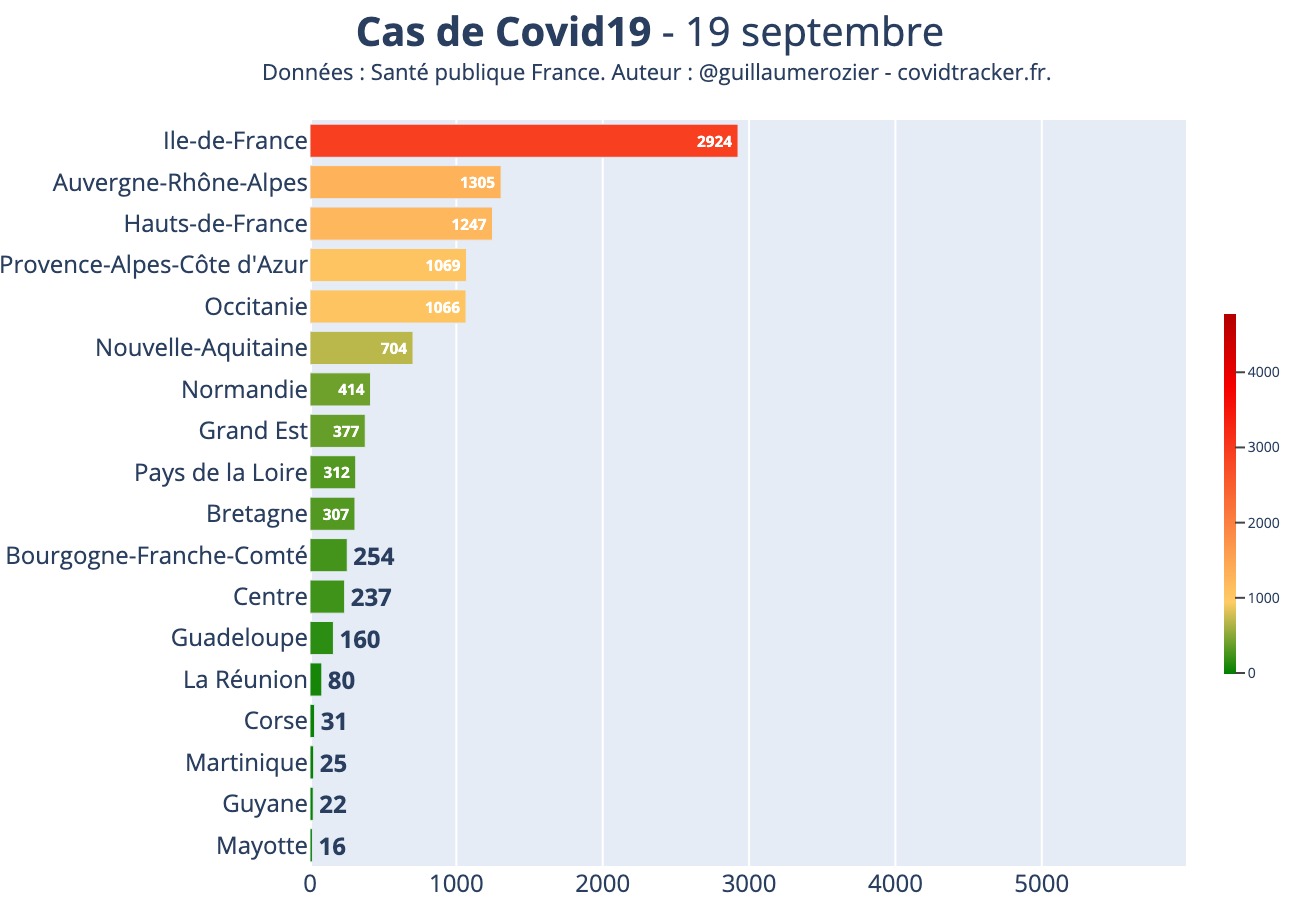 Cas de Covid19 - 19 septembre
Données : Santé publique France. Auteur : @guillaumerozier - covidtracker.fr.
Ile-de-France 2924
Auvergne-Rhône-Alpes 1305
Hauts-de-France 1247
Provence-Alpes-Côte d'Azur 1069
Occitanie 1066
Nouvelle-Aquitaine 704
Normandie 414
Grand Est 377
Pays de la Loire 312
Bretagne 307
Bourgogne-Franche-Comté 254
Centre 237
Guadeloupe 160
La Réunion 80
Corse 31
Martinique 25
Guyane 22
Mayotte 16
0 1000 2000 3000 4000 5000
4000
3000
2000
1000
0